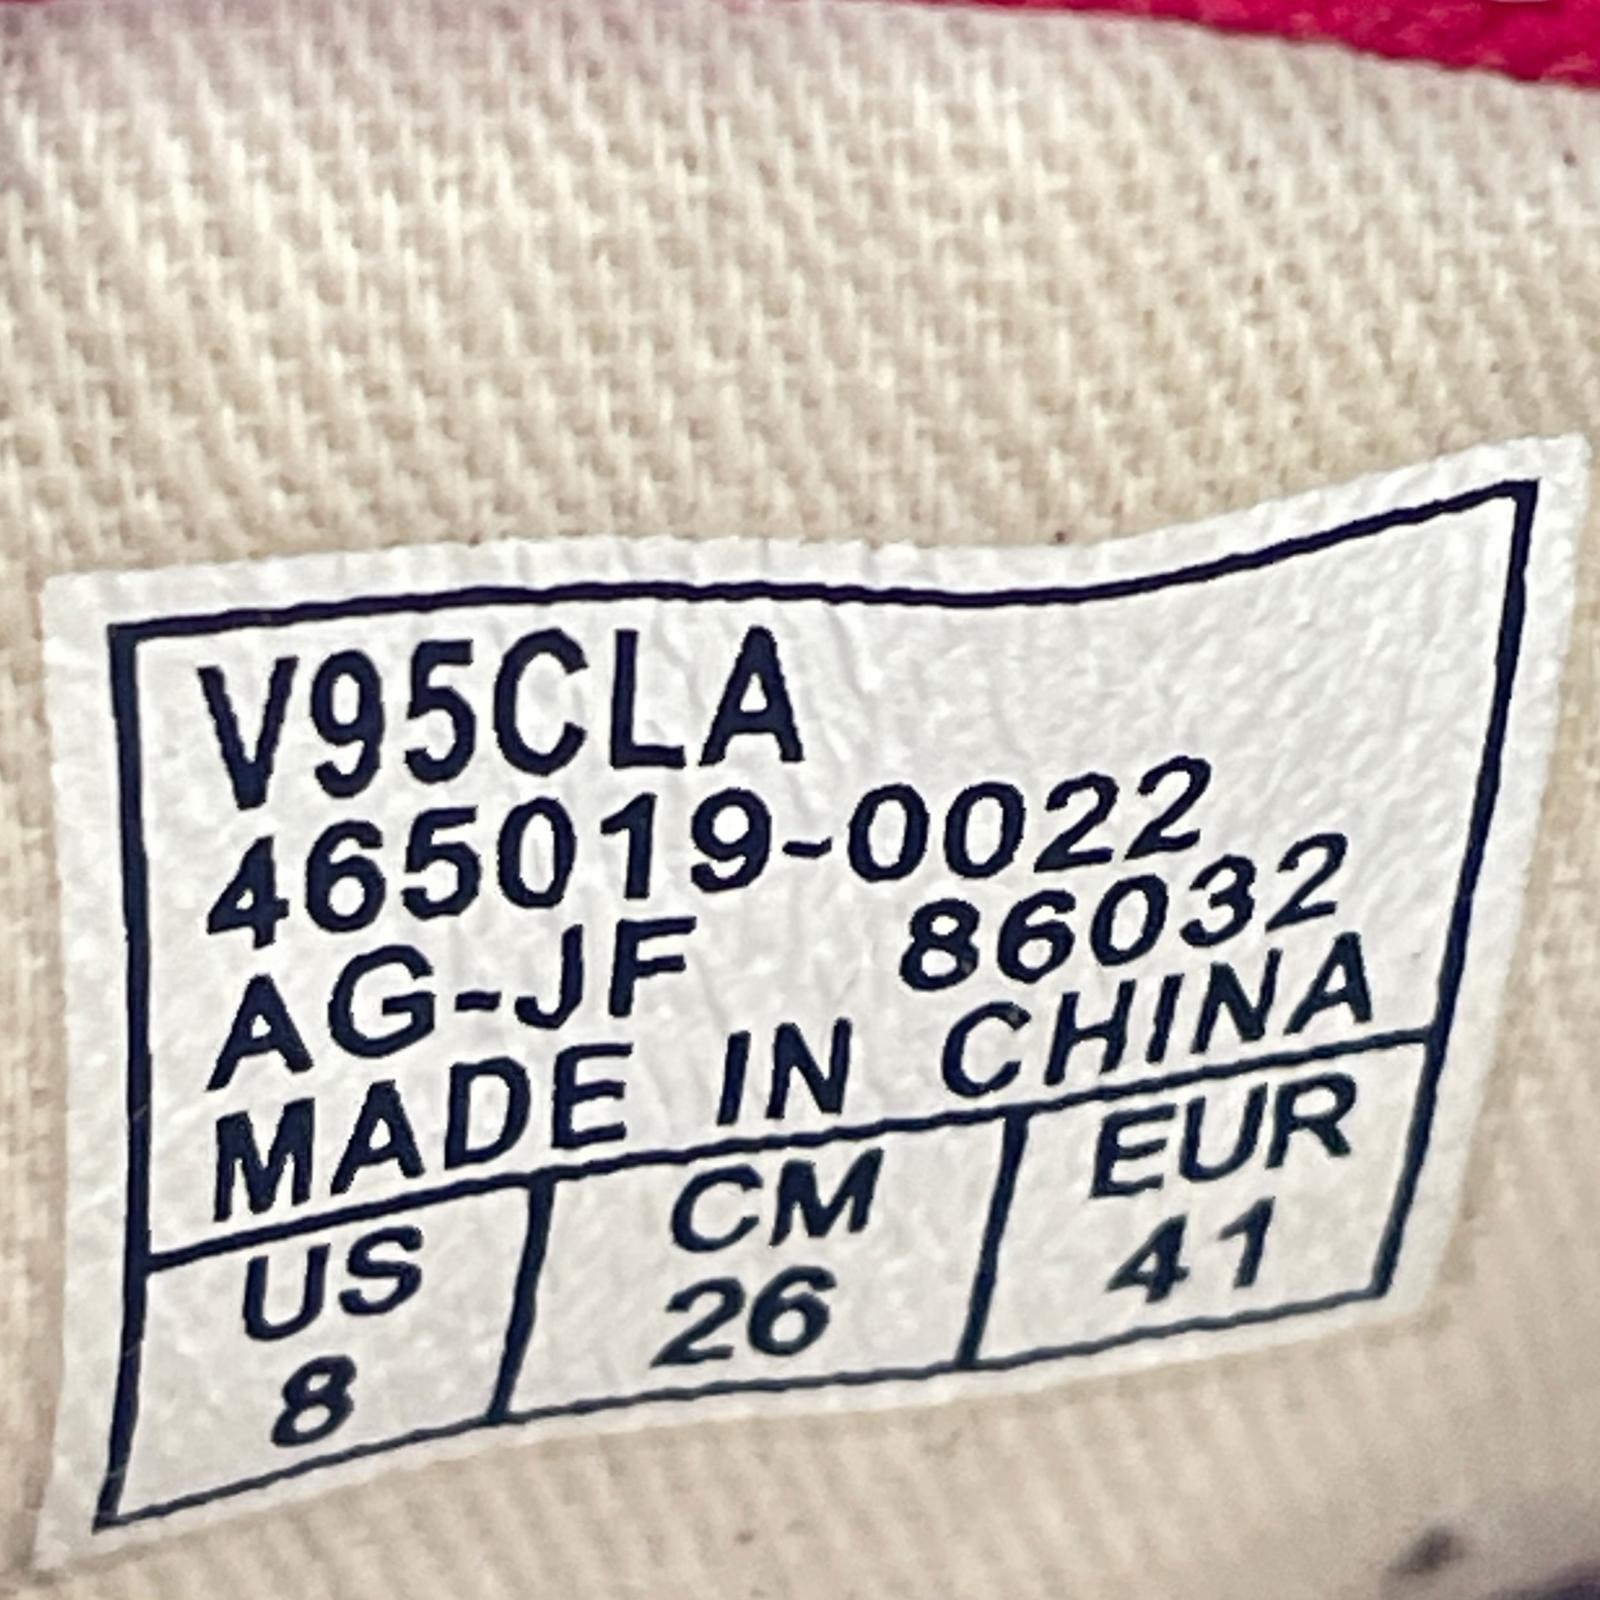 V95CLA
465019-0022
AG-JF 86032
MADE IN CHINA
US CM EUR
8 26 41